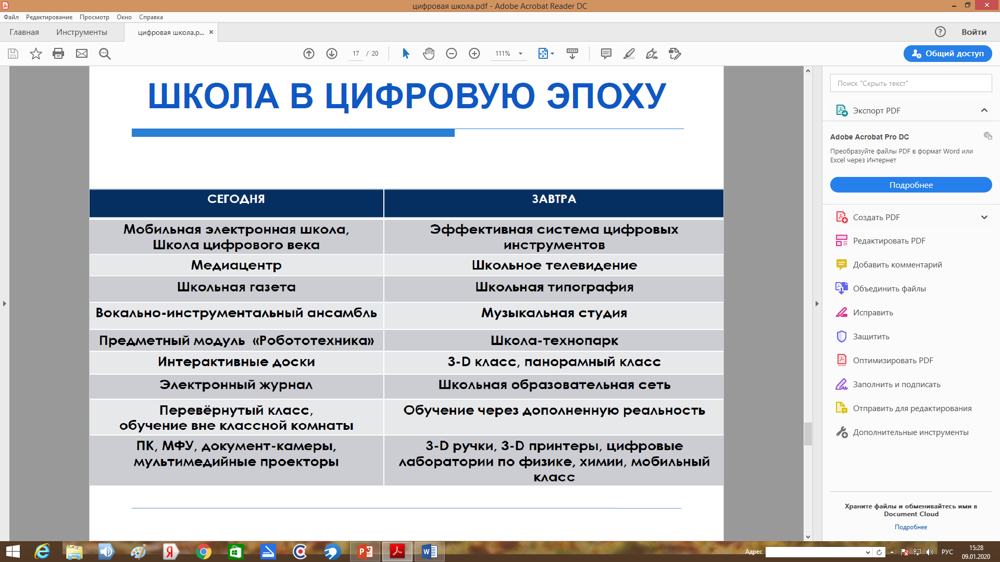 цифровая школа.pdf - Adobe Acrobat Reader DC
Файл Редактирование Просмотр Окно Справка
Главная Инструменты цифровая школа.p... × ? Войти
17 / 20 111% Общий доступ
ШКОЛА В ЦИФРОВУЮ ЭПОХУ
СЕГОДНЯ ЗАВТРА
Мобильная электронная школа,
Школа цифрового века
Эффективная система цифровых
инструментов
Медиацентр Школьное телевидение
Школьная газета Школьная типография
Вокально-инструментальный ансамбль Музыкальная студия
Предметный модуль «Робототехника» Школа-технопарк
Интерактивные доски 3-D класс, панорамный класс
Электронный журнал Школьная образовательная сеть
Перевёрнутый класс,
обучение вне классной комнаты
Обучение через дополненную реальность
ПК, МФУ, документ-камеры,
мультимедийные проекторы
3-D ручки, 3-D принтеры, цифровые
лаборатории по физике, химии, мобильный
класс
Поиск "Скрыть текст"
Экспорт PDF
Adobe Acrobat Pro DC
Преобразуйте файлы PDF в формат Word или
Excel через Интернет
Подробнее
Создать PDF
Редактировать PDF
Добавить комментарий
Объединить файлы
Исправить
Защитить
Оптимизировать PDF
Заполнить и подписать
Отправить для редактирования
Дополнительные инструменты
Храните файлы и обменивайтесь ими в
Document Cloud
Подробнее
Адрес РУС 15:28
09.01.2020